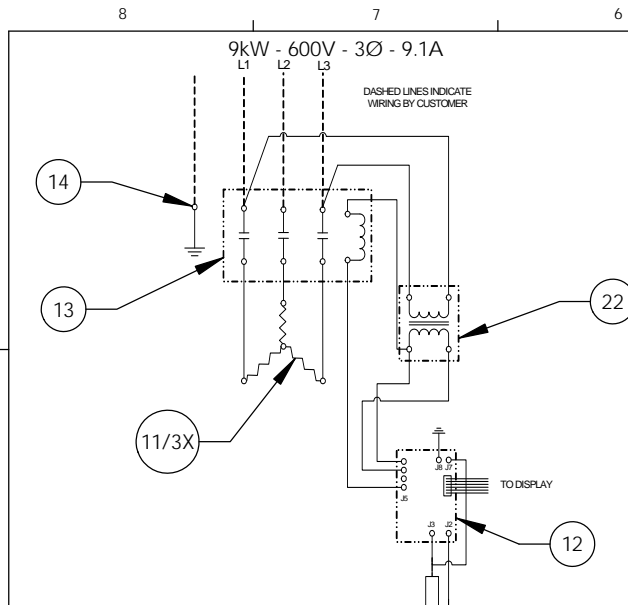 8 7 6
9kW - 600V - 3Ø - 9.1A
L1 L2 L3
DASHED LINES INDICATE
WIRING BY CUSTOMER
14
13
22
11/3X
J8 J7
TO DISPLAY
J5
J3 J2
12